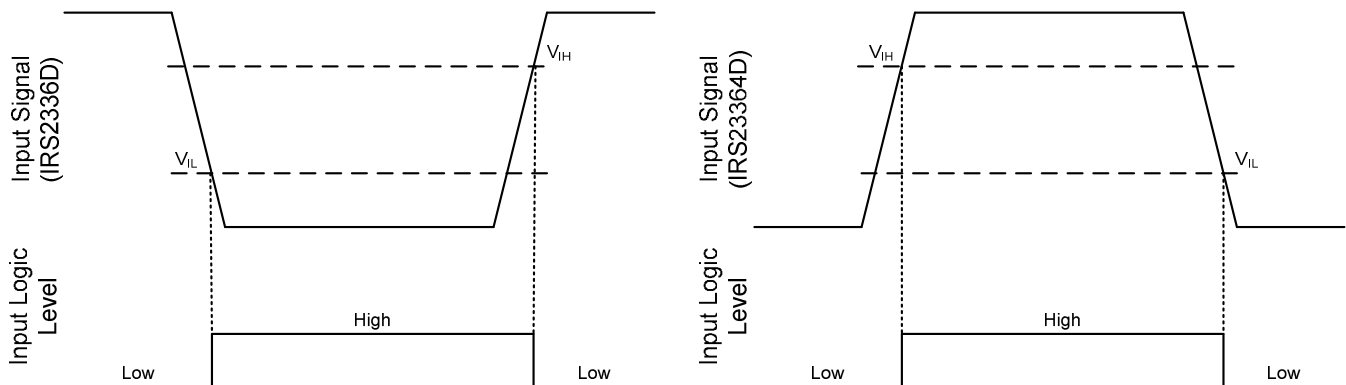 Input Signal
(IRS2336D)
V_IH
V_IL
Input Logic
Level
High
Low
Low
Input Signal
(IRS23364D)
V_IH
V_IL
Input Logic
Level
High
Low
Low